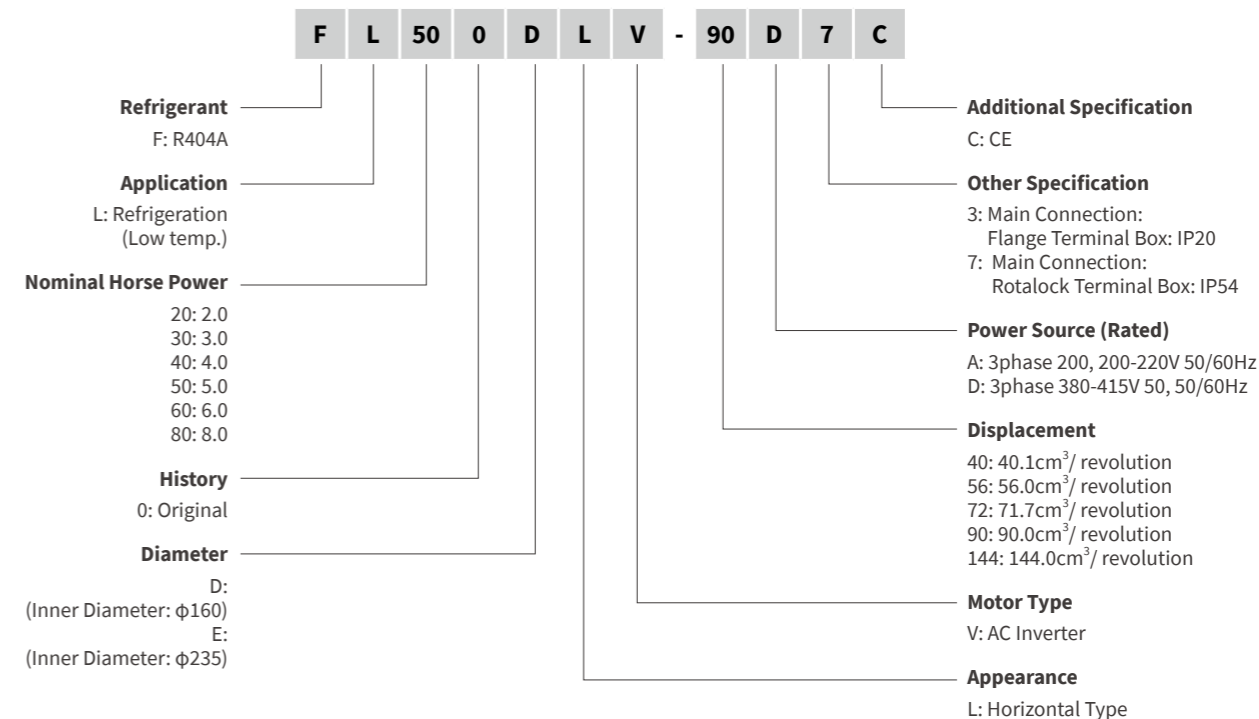 F L 50 0 D L V - 90 D 7 C
Refrigerant
F: R404A
Application
L: Refrigeration
(Low temp.)
Nominal Horse Power
20: 2.0
30: 3.0
40: 4.0
50: 5.0
60: 6.0
80: 8.0
History
0: Original
Diameter
D:
(Inner Diameter: φ160)
E:
(Inner Diameter: φ235)
Additional Specification
C: CE
Other Specification
3: Main Connection:
Flange Terminal Box: IP20
7: Main Connection:
Rotalock Terminal Box: IP54
Power Source (Rated)
A: 3phase 200, 200-220V 50/60Hz
D: 3phase 380-415V 50, 50/60Hz
Displacement
40: 40.1cm³/ revolution
56: 56.0cm³/ revolution
72: 71.7cm³/ revolution
90: 90.0cm³/ revolution
144: 144.0cm³/ revolution
Motor Type
V: AC Inverter
Appearance
L: Horizontal Type